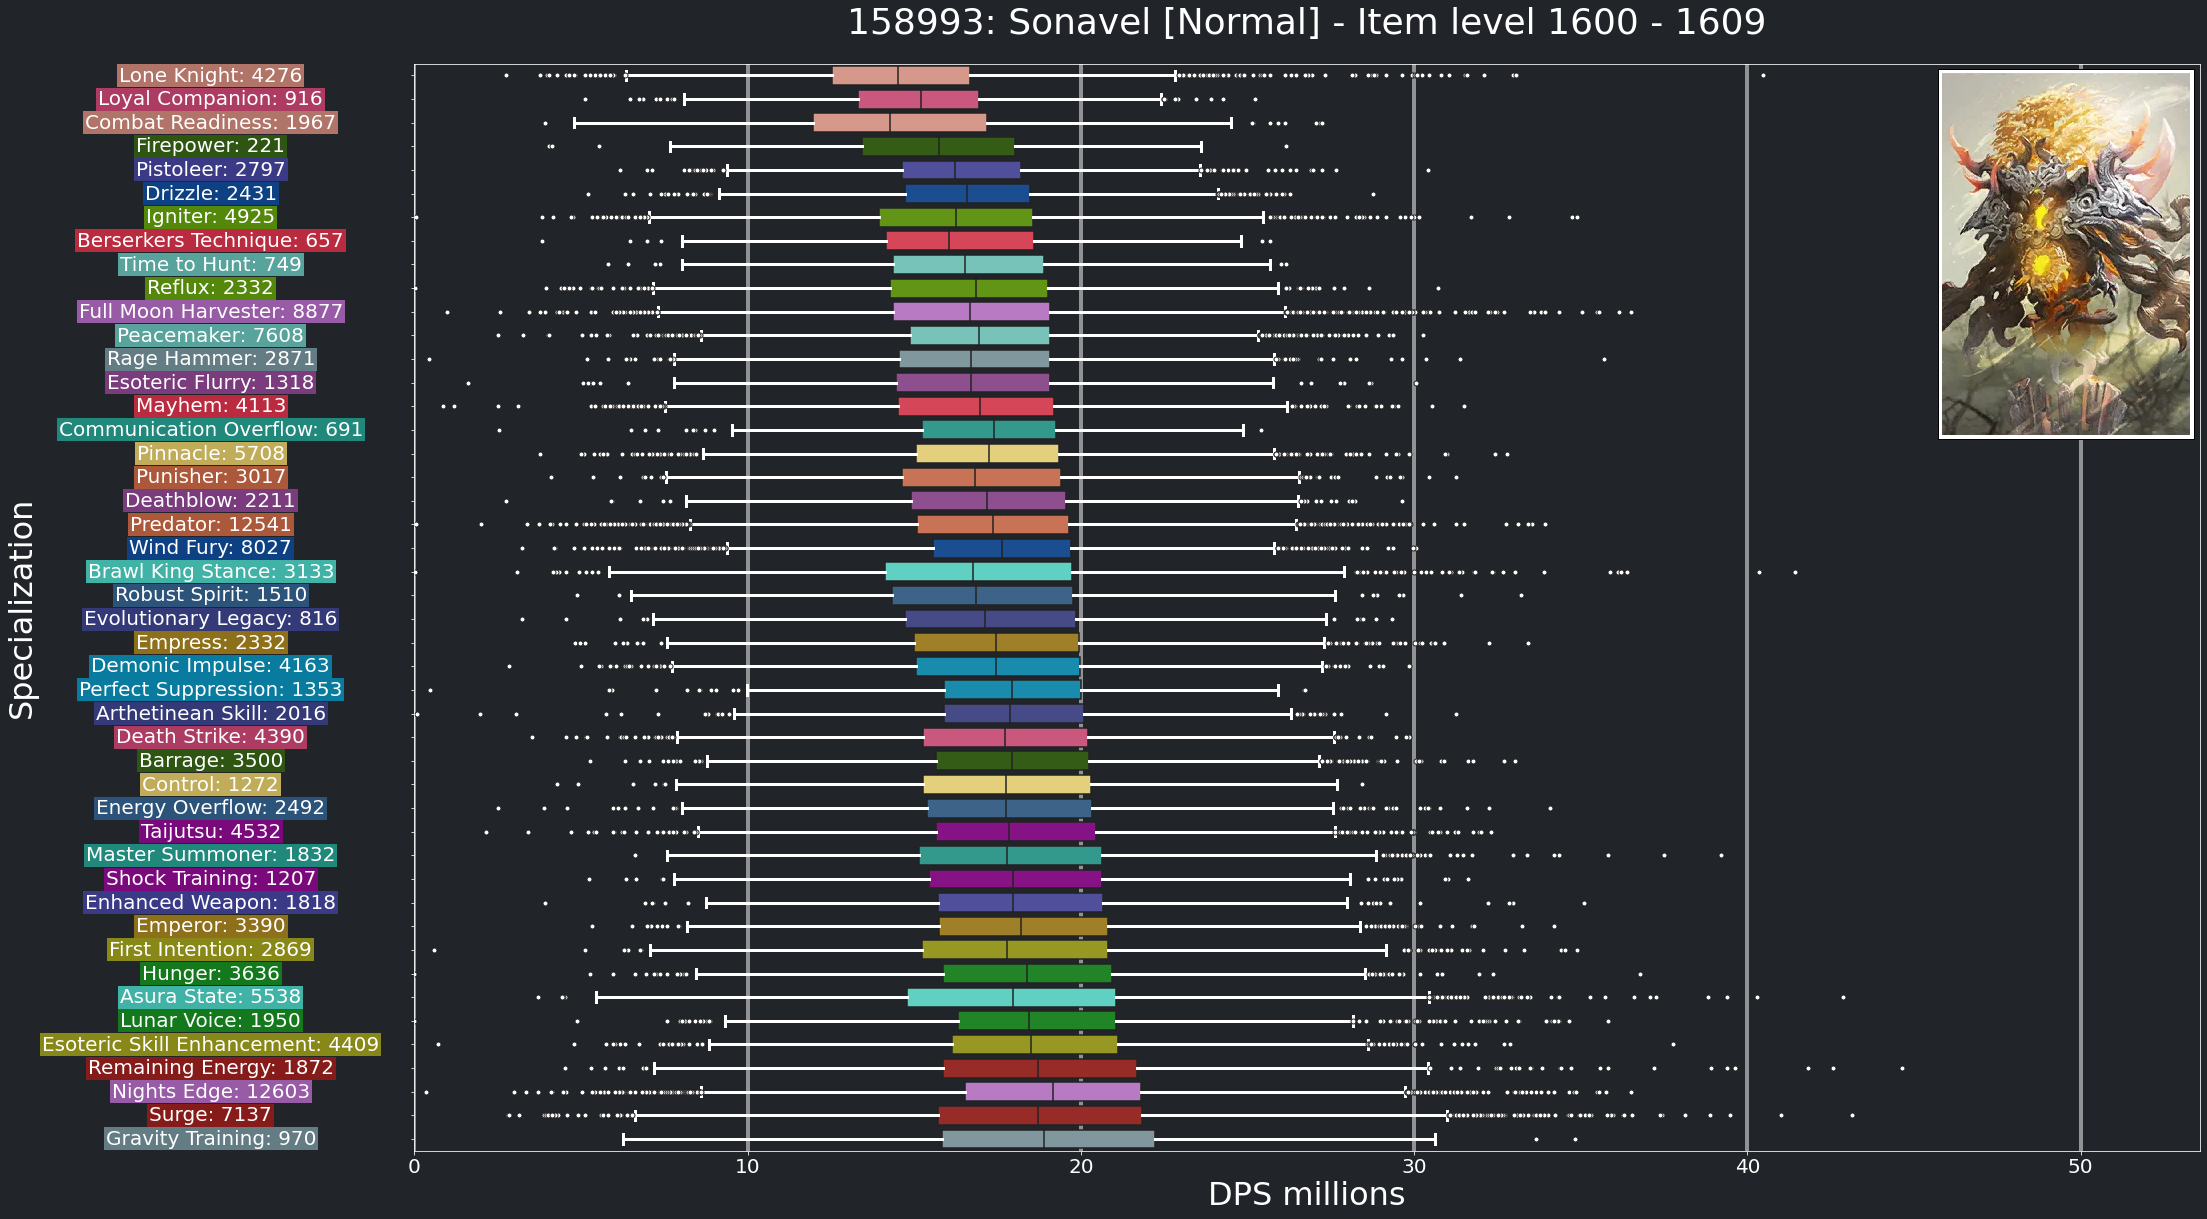 158993: Sonavel [Normal] - Item level 1600 - 1609
Lone Knight: 4276
Loyal Companion: 916
Combat Readiness: 1967
Firepower: 221
Pistoleer: 2797
Drizzle: 2431
Igniter: 4925
Berserkers Technique: 657
Time to Hunt: 749
Reflux: 2332
Full Moon Harvester: 8877
Peacemaker: 7608
Rage Hammer: 2871
Esoteric Flurry: 1318
Mayhem: 4113
Communication Overflow: 691
Pinnacle: 5708
Punisher: 3017
Deathblow: 2211
Predator: 12541
Wind Fury: 8027
Brawl King Stance: 3133
Robust Spirit: 1510
Evolutionary Legacy: 816
Empress: 2332
Demonic Impulse: 4163
Perfect Suppression: 1353
Arthetinean Skill: 2016
Death Strike: 4390
Barrage: 3500
Control: 1272
Energy Overflow: 2492
Taijutsu: 4532
Master Summoner: 1832
Shock Training: 1207
Enhanced Weapon: 1818
Emperor: 3390
First Intention: 2869
Hunger: 3636
Asura State: 5538
Lunar Voice: 1950
Esoteric Skill Enhancement: 4409
Remaining Energy: 1872
Nights Edge: 12603
Surge: 7137
Gravity Training: 970
Specialization
0 10 20 30 40 50
DPS millions